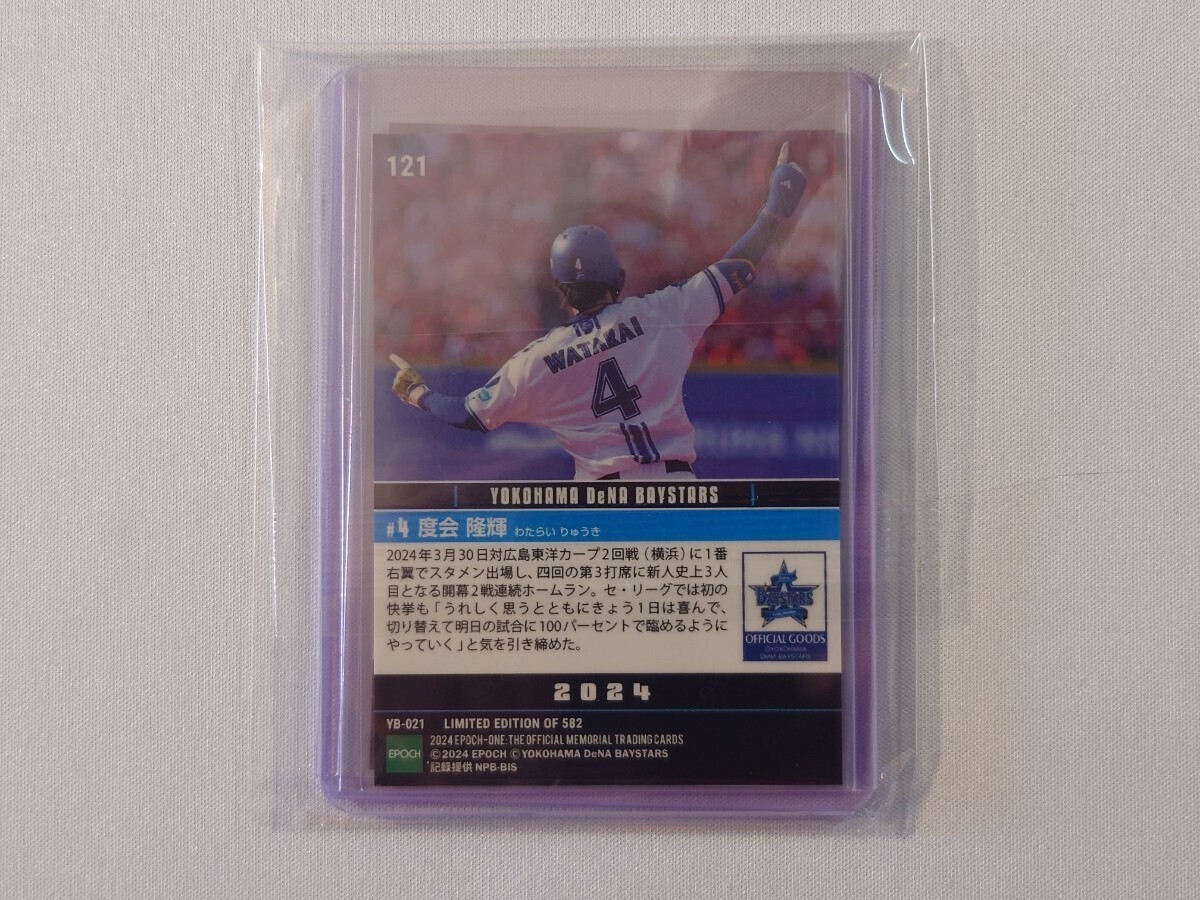 121
4
WATARAI
4
YOKOHAMA DeNA BAYSTARS
#4 度会 隆輝 わたらい りゅうき
2024年3月30日対広島東洋カープ2回戦（横浜）に1番
右翼でスタメン出場し、四回の第3打席に新人史上3人
目となる開幕2戦連続ホームラン。セ・リーグでは初の
快挙も「うれしく思うとともにきょう1日は喜んで、
切り替えて明日の試合に100パーセントで臨めるように
やっていく」と気を引き締めた。
BAYSTARS
OFFICIAL GOODS
©YOKOHAMA
DeNA BAYSTARS
2024
YB-021 LIMITED EDITION OF 582
EPOCH
2024 EPOCH-ONE: THE OFFICIAL MEMORIAL TRADING CARDS
©2024 EPOCH ©YOKOHAMA DeNA BAYSTARS
記録提供 NPB-BIS